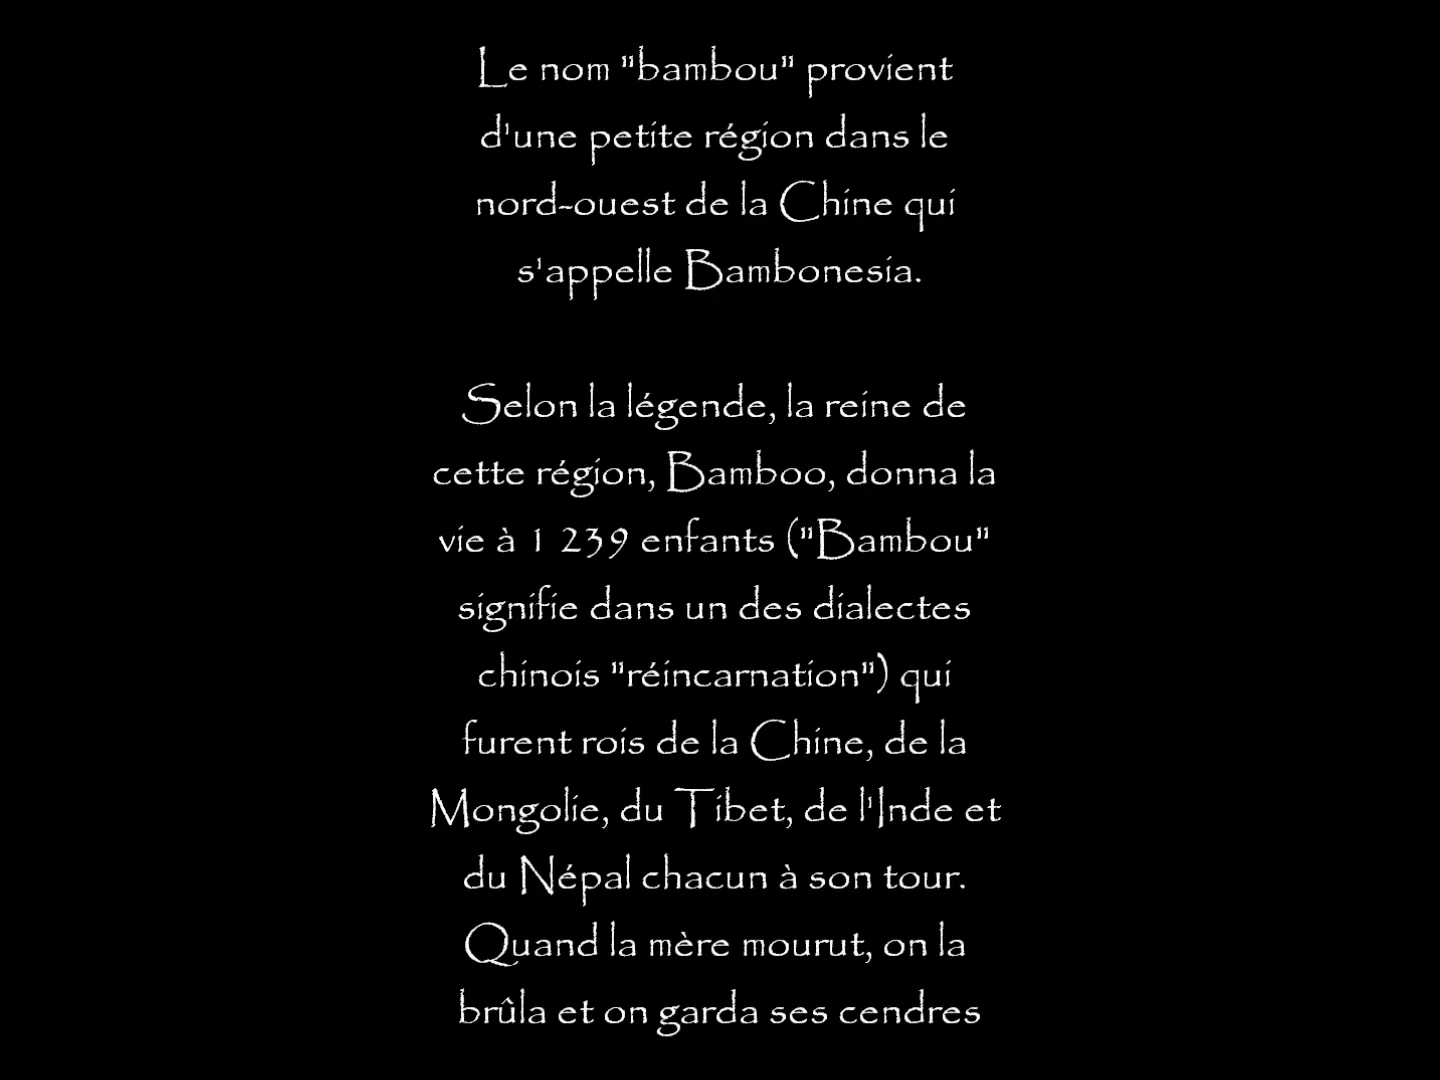 Le nom "bambou" provient
d'une petite région dans le
nord-ouest de la Chine qui
s'appelle Bambonesia.
Selon la légende, la reine de
cette région, Bamboo, donna la
vie à 1 239 enfants ("Bambou"
signifie dans un des dialectes
chinois "réincarnation") qui
furent rois de la Chine, de la
Mongolie, du Tibet, de l'Inde et
du Népal chacun à son tour.
Quand la mère mourut, on la
brûla et on garda ses cendres